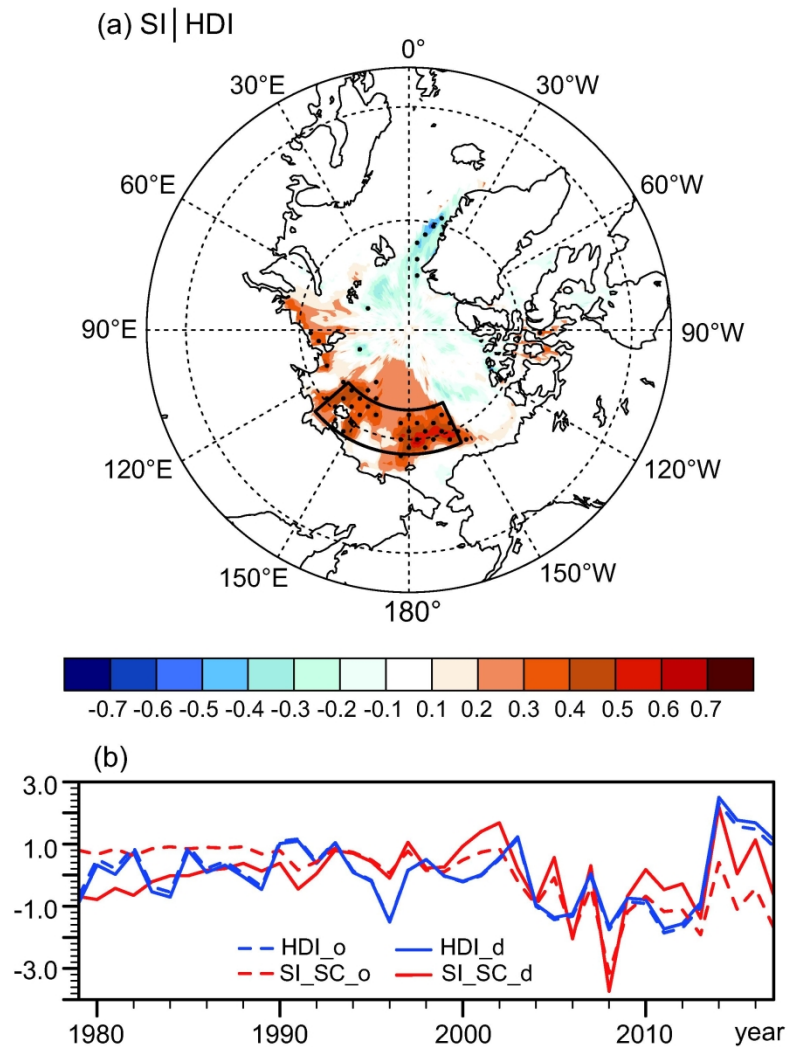 (a) SI|HDI
0°
30°E 30°W
60°E 60°W
90°E 90°W
120°E 120°W
150°E 150°W
180°
-0.7 -0.6 -0.5 -0.4 -0.3 -0.2 -0.1 0.1 0.2 0.3 0.4 0.5 0.6 0.7
(b)
3.0
1.0
-1.0
-3.0
HDI_o HDI_d
SI_SC_o SI_SC_d
1980 1990 2000 2010 year